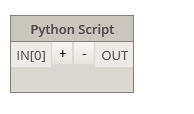 Python Script
IN[0] + - OUT